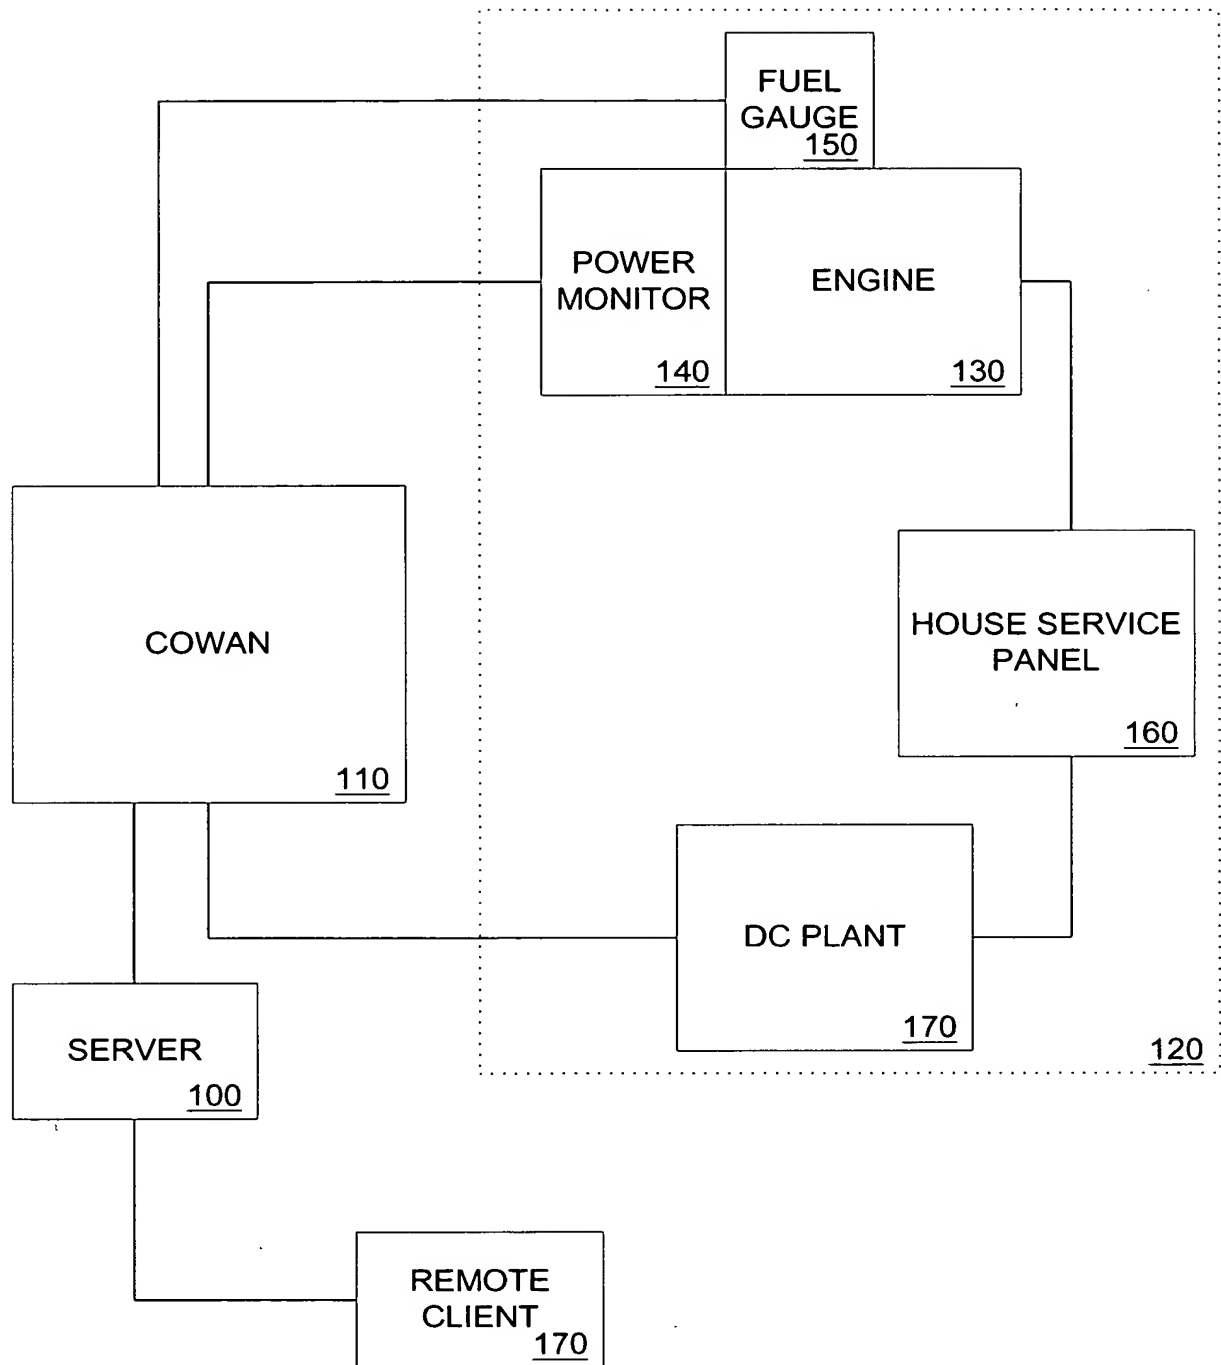 FUEL
GAUGE
150
POWER
MONITOR
140
ENGINE
130
COWAN
110
HOUSE SERVICE
PANEL
160
DC PLANT
170
120
SERVER
100
REMOTE
CLIENT
170